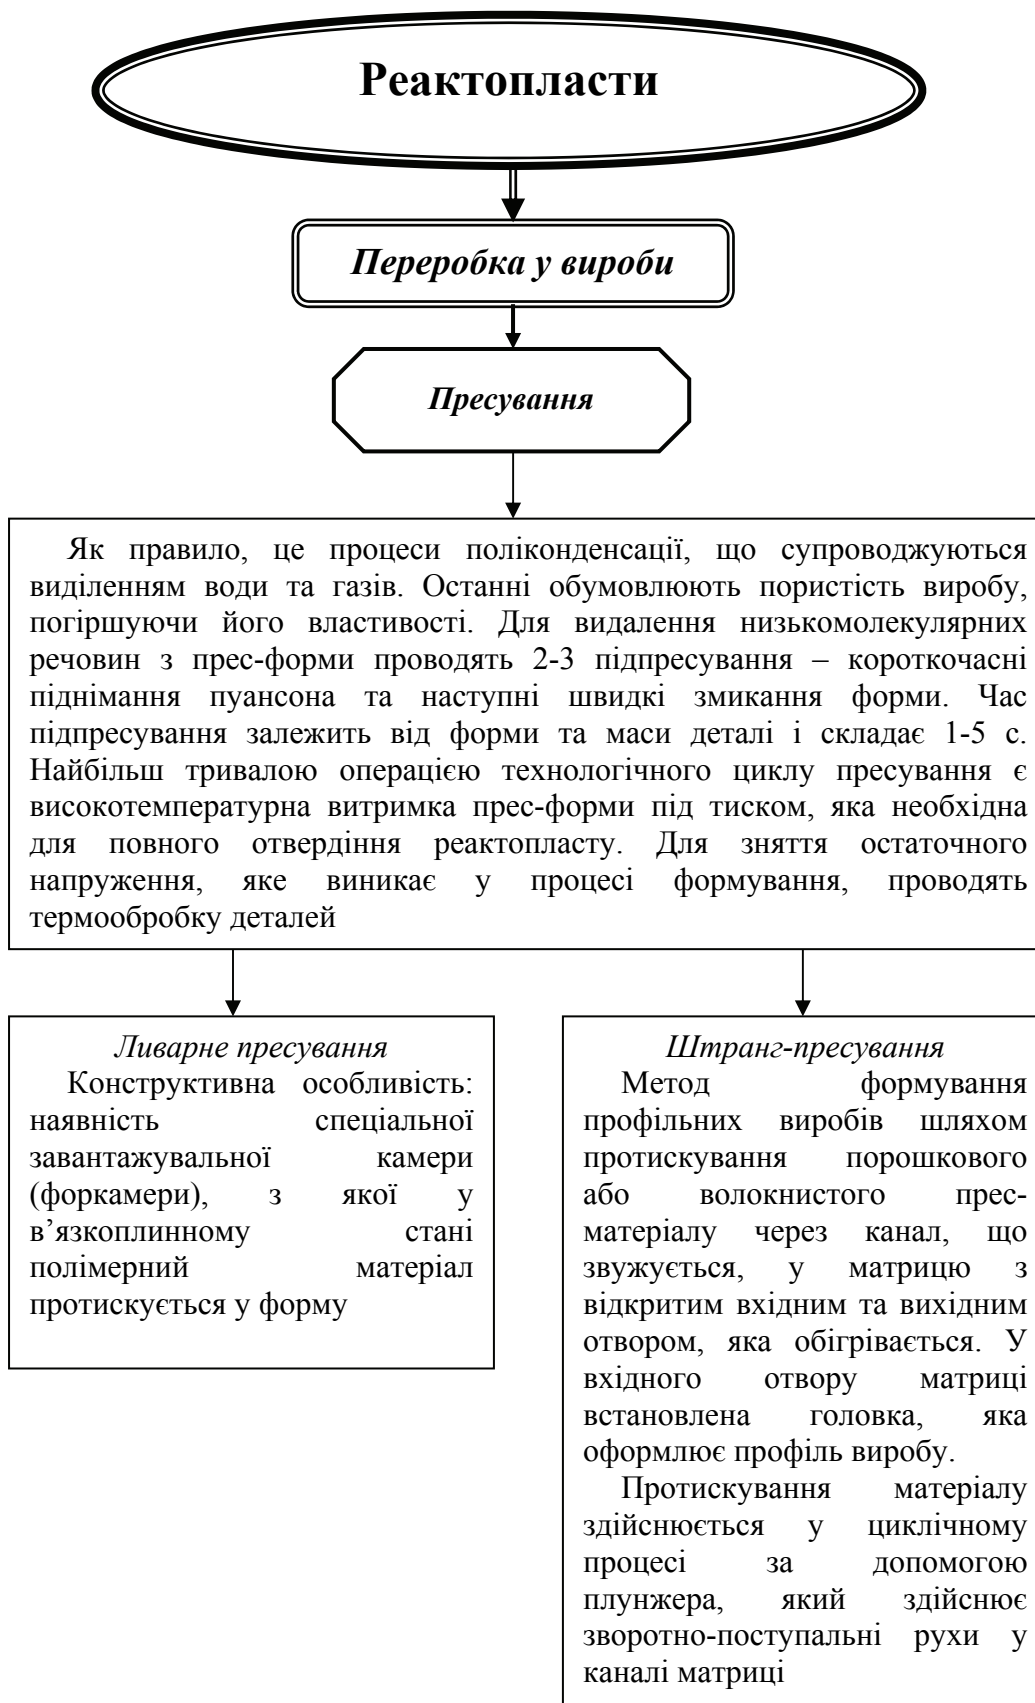 Реактопласти
Переробка у вироби
Пресування
Як правило, це процеси поліконденсації, що супроводжуються
виділенням води та газів. Останні обумовлюють пористість виробу,
погіршуючи його властивості. Для видалення низькомолекулярних
речовин з прес-форми проводять 2-3 підпресування – короткочасні
піднімання пуансона та наступні швидкі змикання форми. Час
підпресування залежить від форми та маси деталі і складає 1-5 с.
Найбільш тривалою операцією технологічного циклу пресування є
високотемпературна витримка прес-форми під тиском, яка необхідна
для повного отвердіння реактопласту. Для зняття остаточного
напруження, яке виникає у процесі формування, проводять
термообробку деталей
Ливарне пресування
Конструктивна особливість:
наявність спеціальної
завантажувальної камери
(форкамери), з якої у
в’язкоплинному стані
полімерний матеріал
протискується у форму
Штранг-пресування
Метод формування
профільних виробів шляхом
протискування порошкового
або волокнистого прес-
матеріалу через канал, що
звужується, у матрицю з
відкритим вхідним та вихідним
отвором, яка обігрівається. У
вхідного отвору матриці
встановлена головка, яка
оформлює профіль виробу.
Протискування матеріалу
здійснюється у циклічному
процесі за допомогою
плунжера, який здійснює
зворотно-поступальні рухи у
каналі матриці